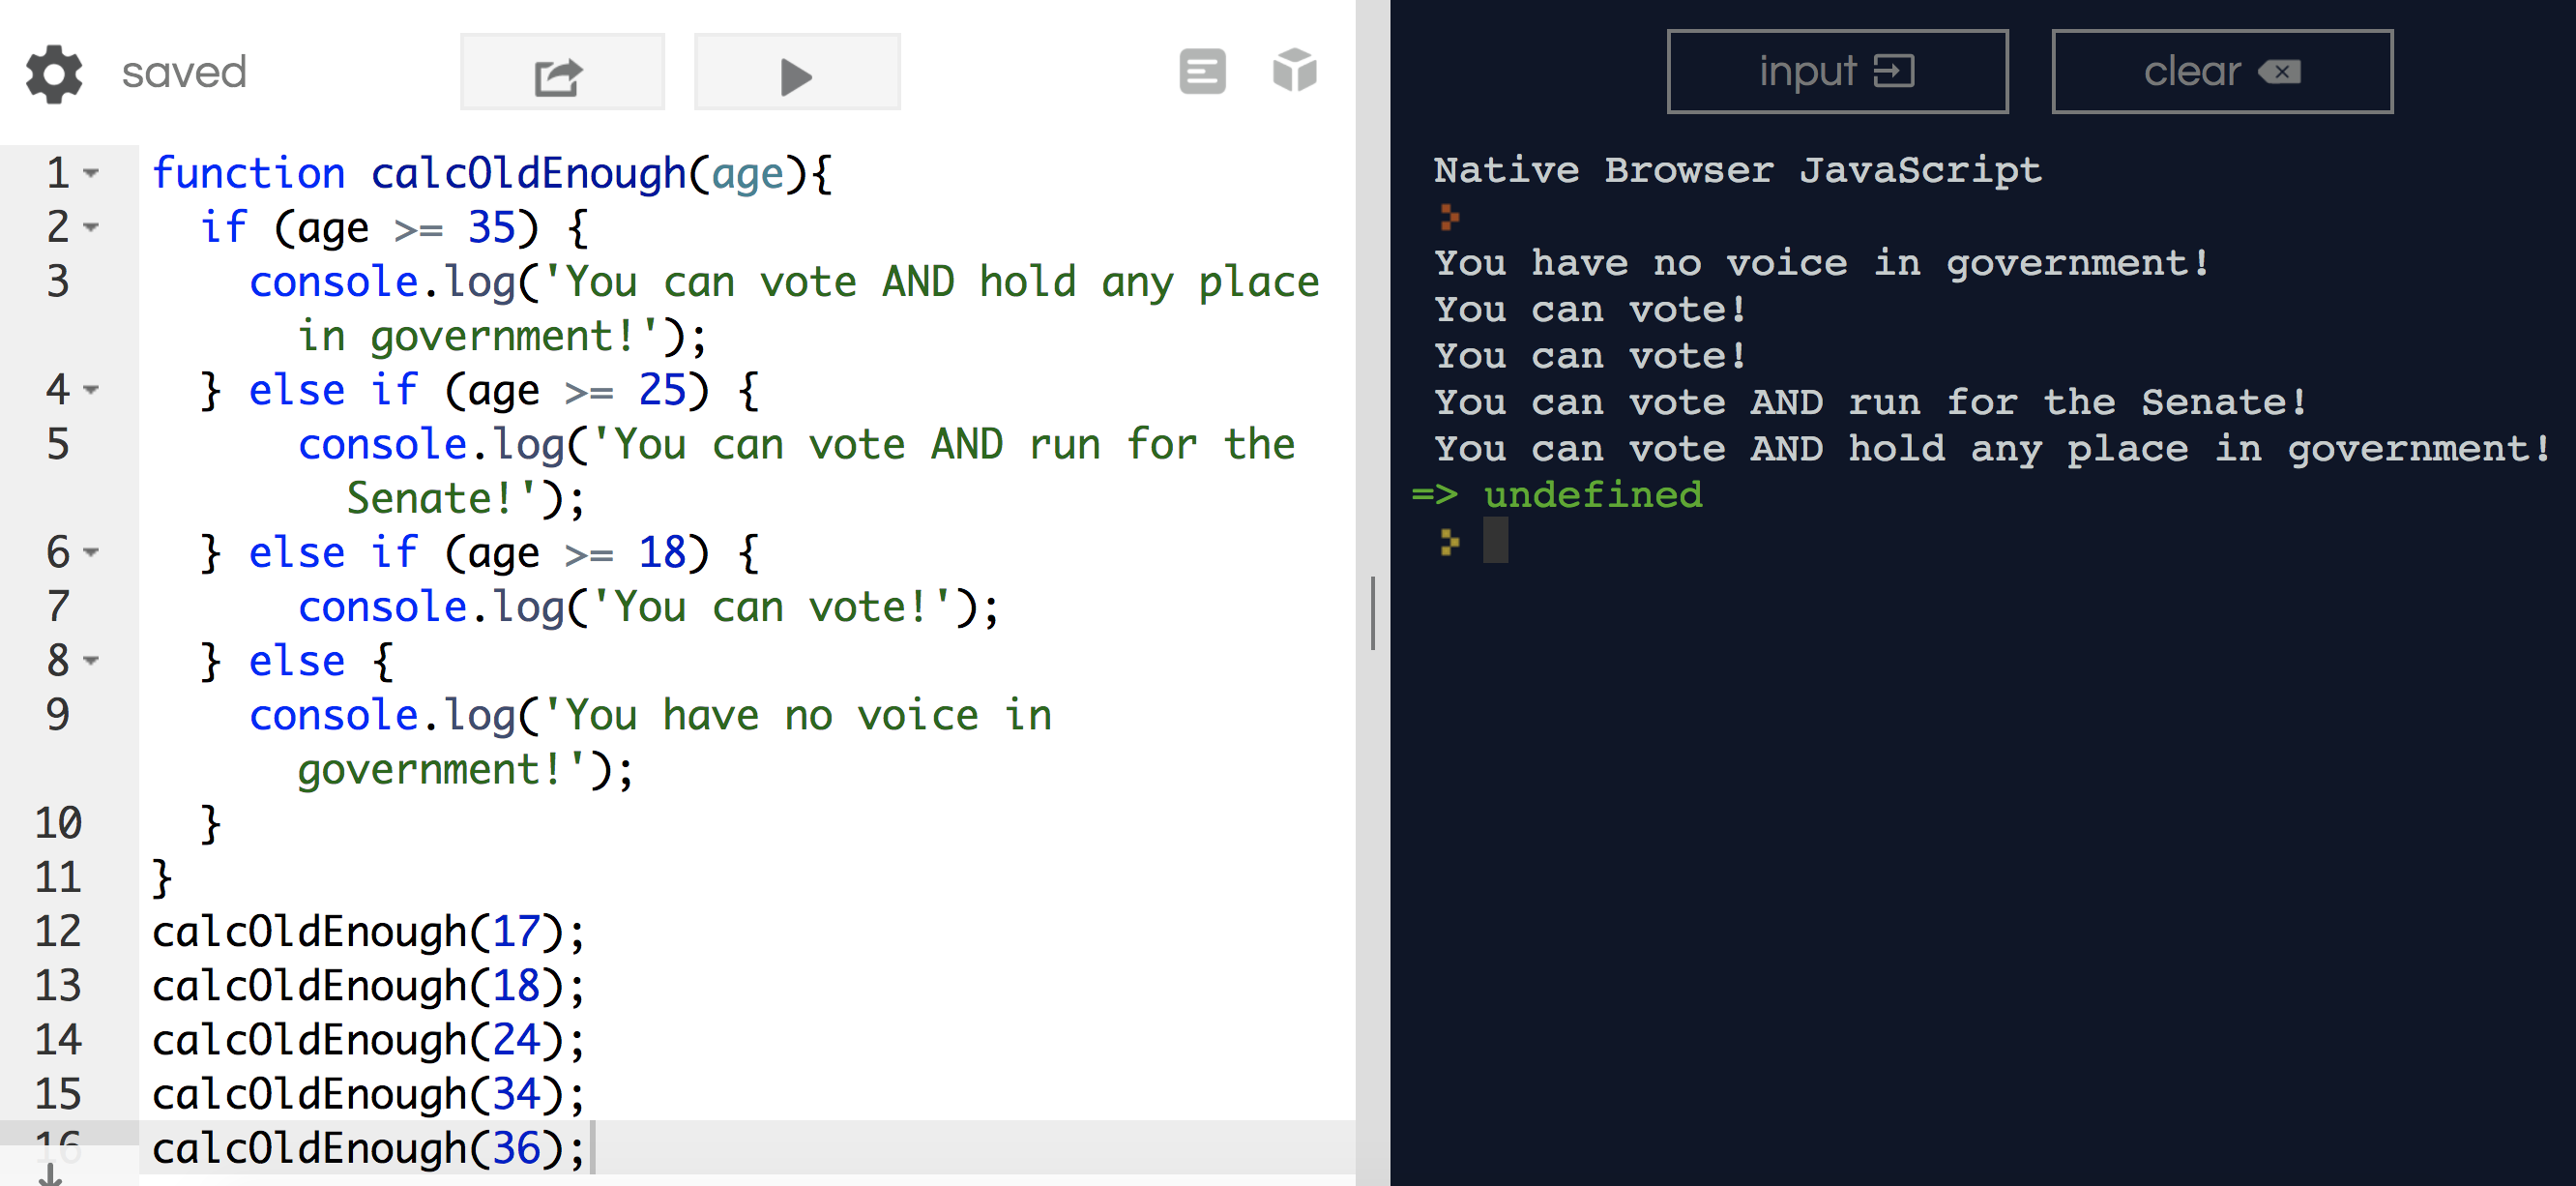 saved
1 function calcOldEnough(age){
2   if (age >= 35) {
3     console.log('You can vote AND hold any place
      in government!');
4   } else if (age >= 25) {
5       console.log('You can vote AND run for the
        Senate!');
6   } else if (age >= 18) {
7       console.log('You can vote!');
8   } else {
9     console.log('You have no voice in
      government!');
10   }
11 }
12 calcOldEnough(17);
13 calcOldEnough(18);
14 calcOldEnough(24);
15 calcOldEnough(34);
16 calcOldEnough(36);
input
clear
Native Browser JavaScript
You have no voice in government!
You can vote!
You can vote!
You can vote AND run for the Senate!
You can vote AND hold any place in government!
=> undefined